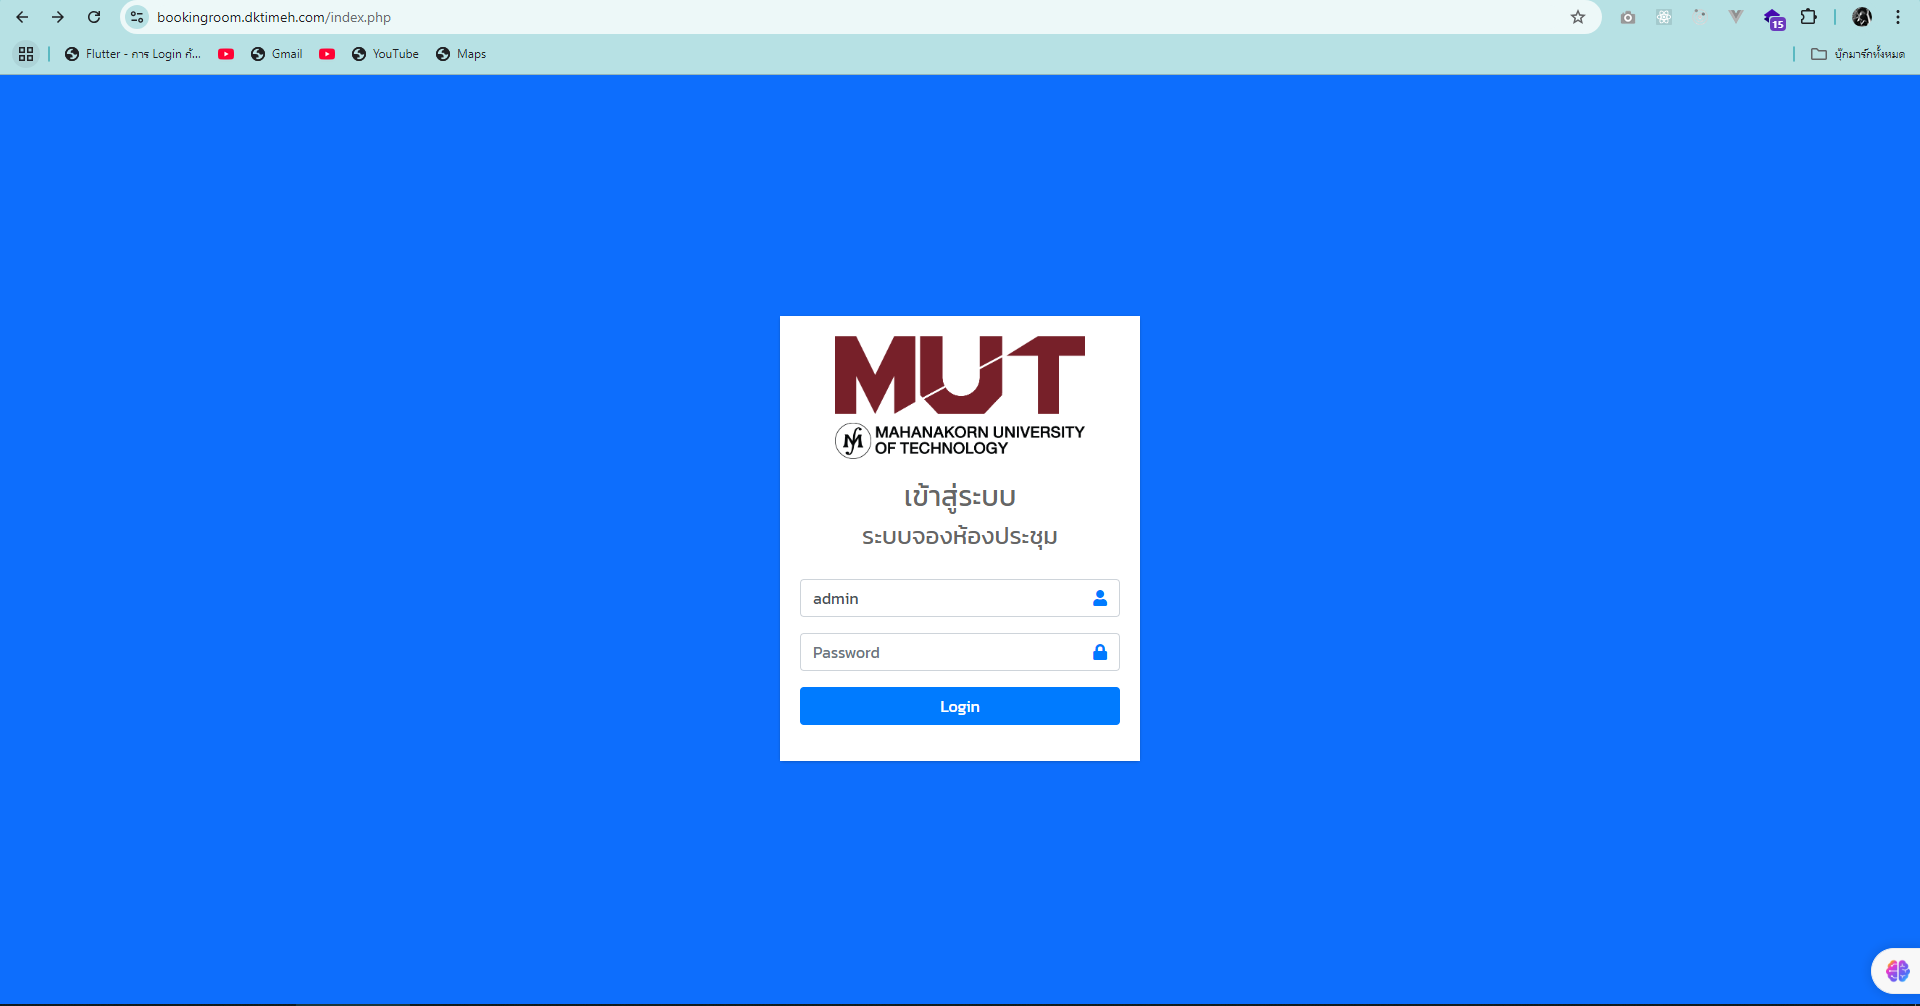 bookingroom.dktimeh.com/index.php
15
Flutter - การ Login ค้...
Gmail
YouTube
Maps
บุ๊กมาร์กทั้งหมด
MUT
MAHANAKORN UNIVERSITY
OF TECHNOLOGY
เข้าสู่ระบบ
ระบบจองห้องประชุม
admin
Password
Login